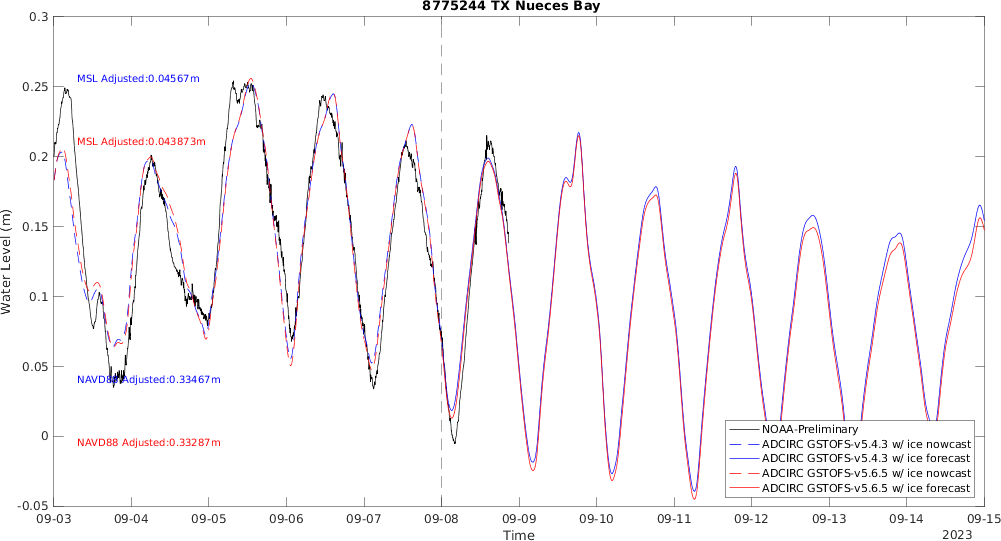 8775244 TX Nueces Bay
0.3
0.25
0.2
0.15
0.1
0.05
0
-0.05
Water Level (m)
MSL Adjusted:0.04567m
MSL Adjusted:0.043873m
NAVD88 Adjusted:0.33467m
NAVD88 Adjusted:0.33287m
NOAA-Preliminary
ADCIRC GSTOFS-v5.4.3 w/ ice nowcast
ADCIRC GSTOFS-v5.4.3 w/ ice forecast
ADCIRC GSTOFS-v5.6.5 w/ ice nowcast
ADCIRC GSTOFS-v5.6.5 w/ ice forecast
09-03 09-04 09-05 09-06 09-07 09-08 09-09 09-10 09-11 09-12 09-13 09-14 09-15
Time
2023